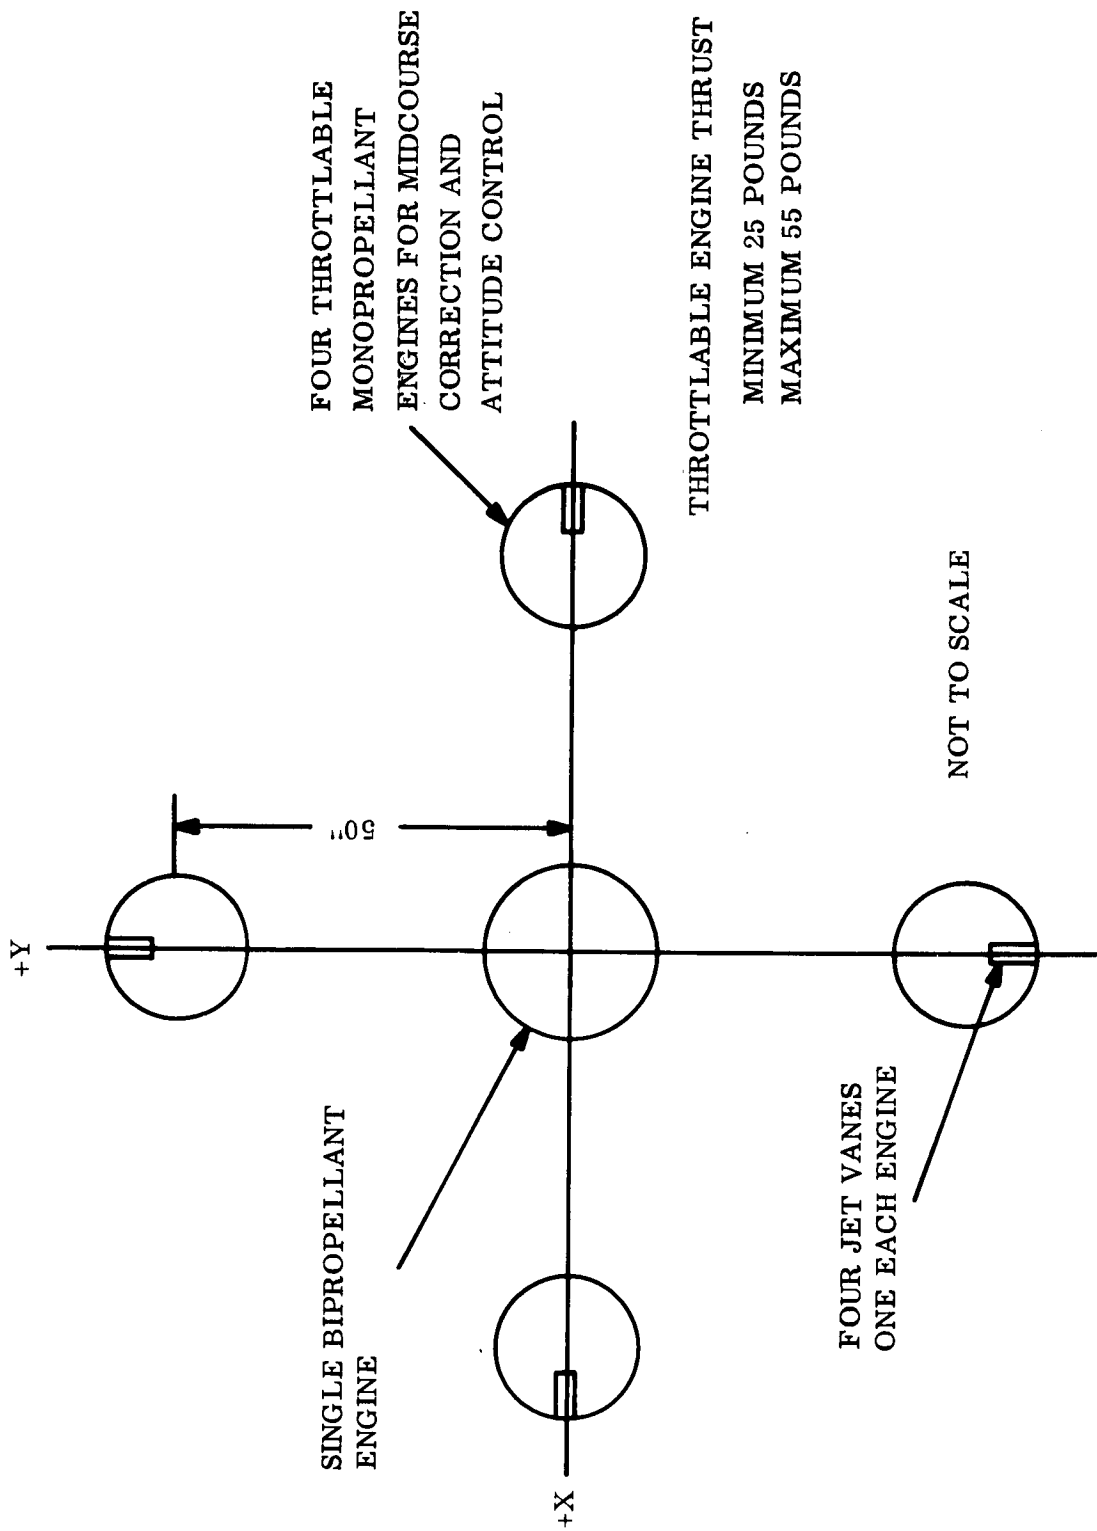 +Y
FOUR THROTTLABLE
MONOPROPELLANT
ENGINES FOR MIDCOURSE
CORRECTION AND
ATTITUDE CONTROL
SINGLE BIPROPELLANT
ENGINE
50"
+X
THROTTLABLE ENGINE THRUST
MINIMUM 25 POUNDS
MAXIMUM 55 POUNDS
FOUR JET VANES
ONE EACH ENGINE
NOT TO SCALE